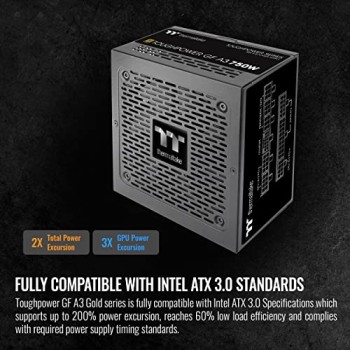 TOUGHPOWER GF A3 750W
TOUGHPOWER SERIES
thermaltake
2X Total Power Excursion
3X GPU Power Excursion
FULLY COMPATIBLE WITH INTEL ATX 3.0 STANDARDS
Toughpower GF A3 Gold series is fully compatible with Intel ATX 3.0 Specifications which
supports up to 200% power excursion, reaches 60% low load efficiency and complies
with required power supply timing standards.